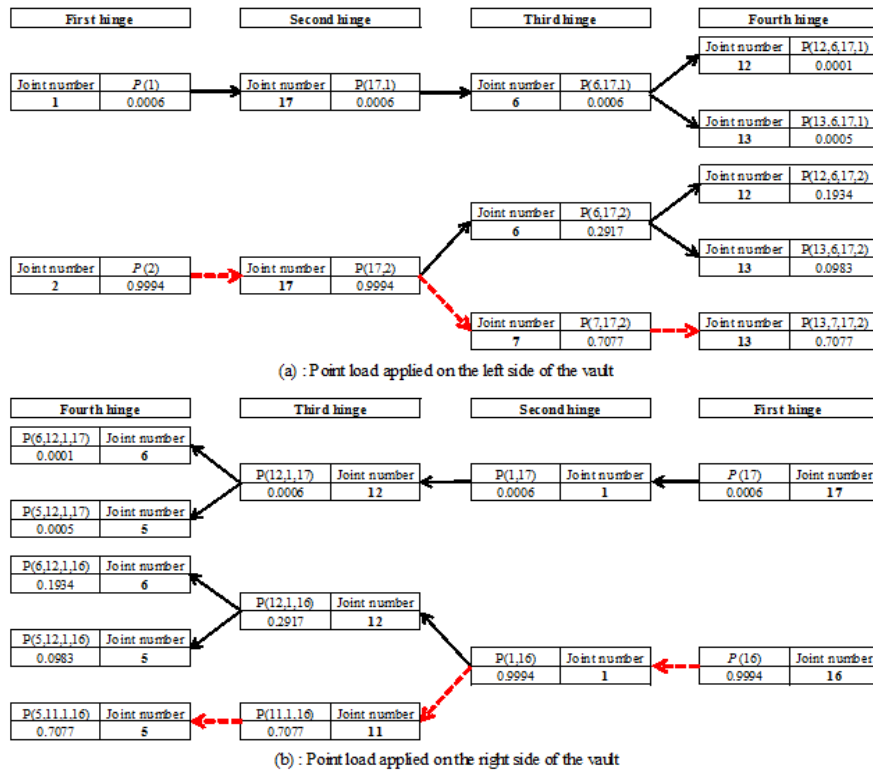 First hinge Second hinge Third hinge Fourth hinge
Joint number P(12,6,17,1)
12 0.0001
Joint number P(1) Joint number P(17,1) Joint number P(6,17,1)
1 0.0006 17 0.0006 6 0.0006
Joint number P(13,6,17,1)
13 0.0005
Joint number P(12,6,17,2)
12 0.1934
Joint number P(6,17,2)
6 0.2917
Joint number P(13,6,17,2)
13 0.0983
Joint number P(2) Joint number P(17,2)
2 0.9994 17 0.9994
Joint number P(7,17,2) Joint number P(13,7,17,2)
7 0.7077 13 0.7077
(a) : Point load applied on the left side of the vault
Fourth hinge Third hinge Second hinge First hinge
P(6,12,1,17) Joint number
0.0001 6
P(12,1,17) Joint number P(1,17) Joint number P(17) Joint number
0.0006 12 0.0006 1 0.0006 17
P(5,12,1,17) Joint number
0.0005 5
P(6,12,1,16) Joint number
0.1934 6
P(12,1,16) Joint number
0.2917 12
P(5,12,1,16) Joint number
0.0983 5
P(1,16) Joint number P(16) Joint number
0.9994 1 0.9994 16
P(5,11,1,16) Joint number P(11,1,16) Joint number
0.7077 5 0.7077 11
(b) : Point load applied on the right side of the vault